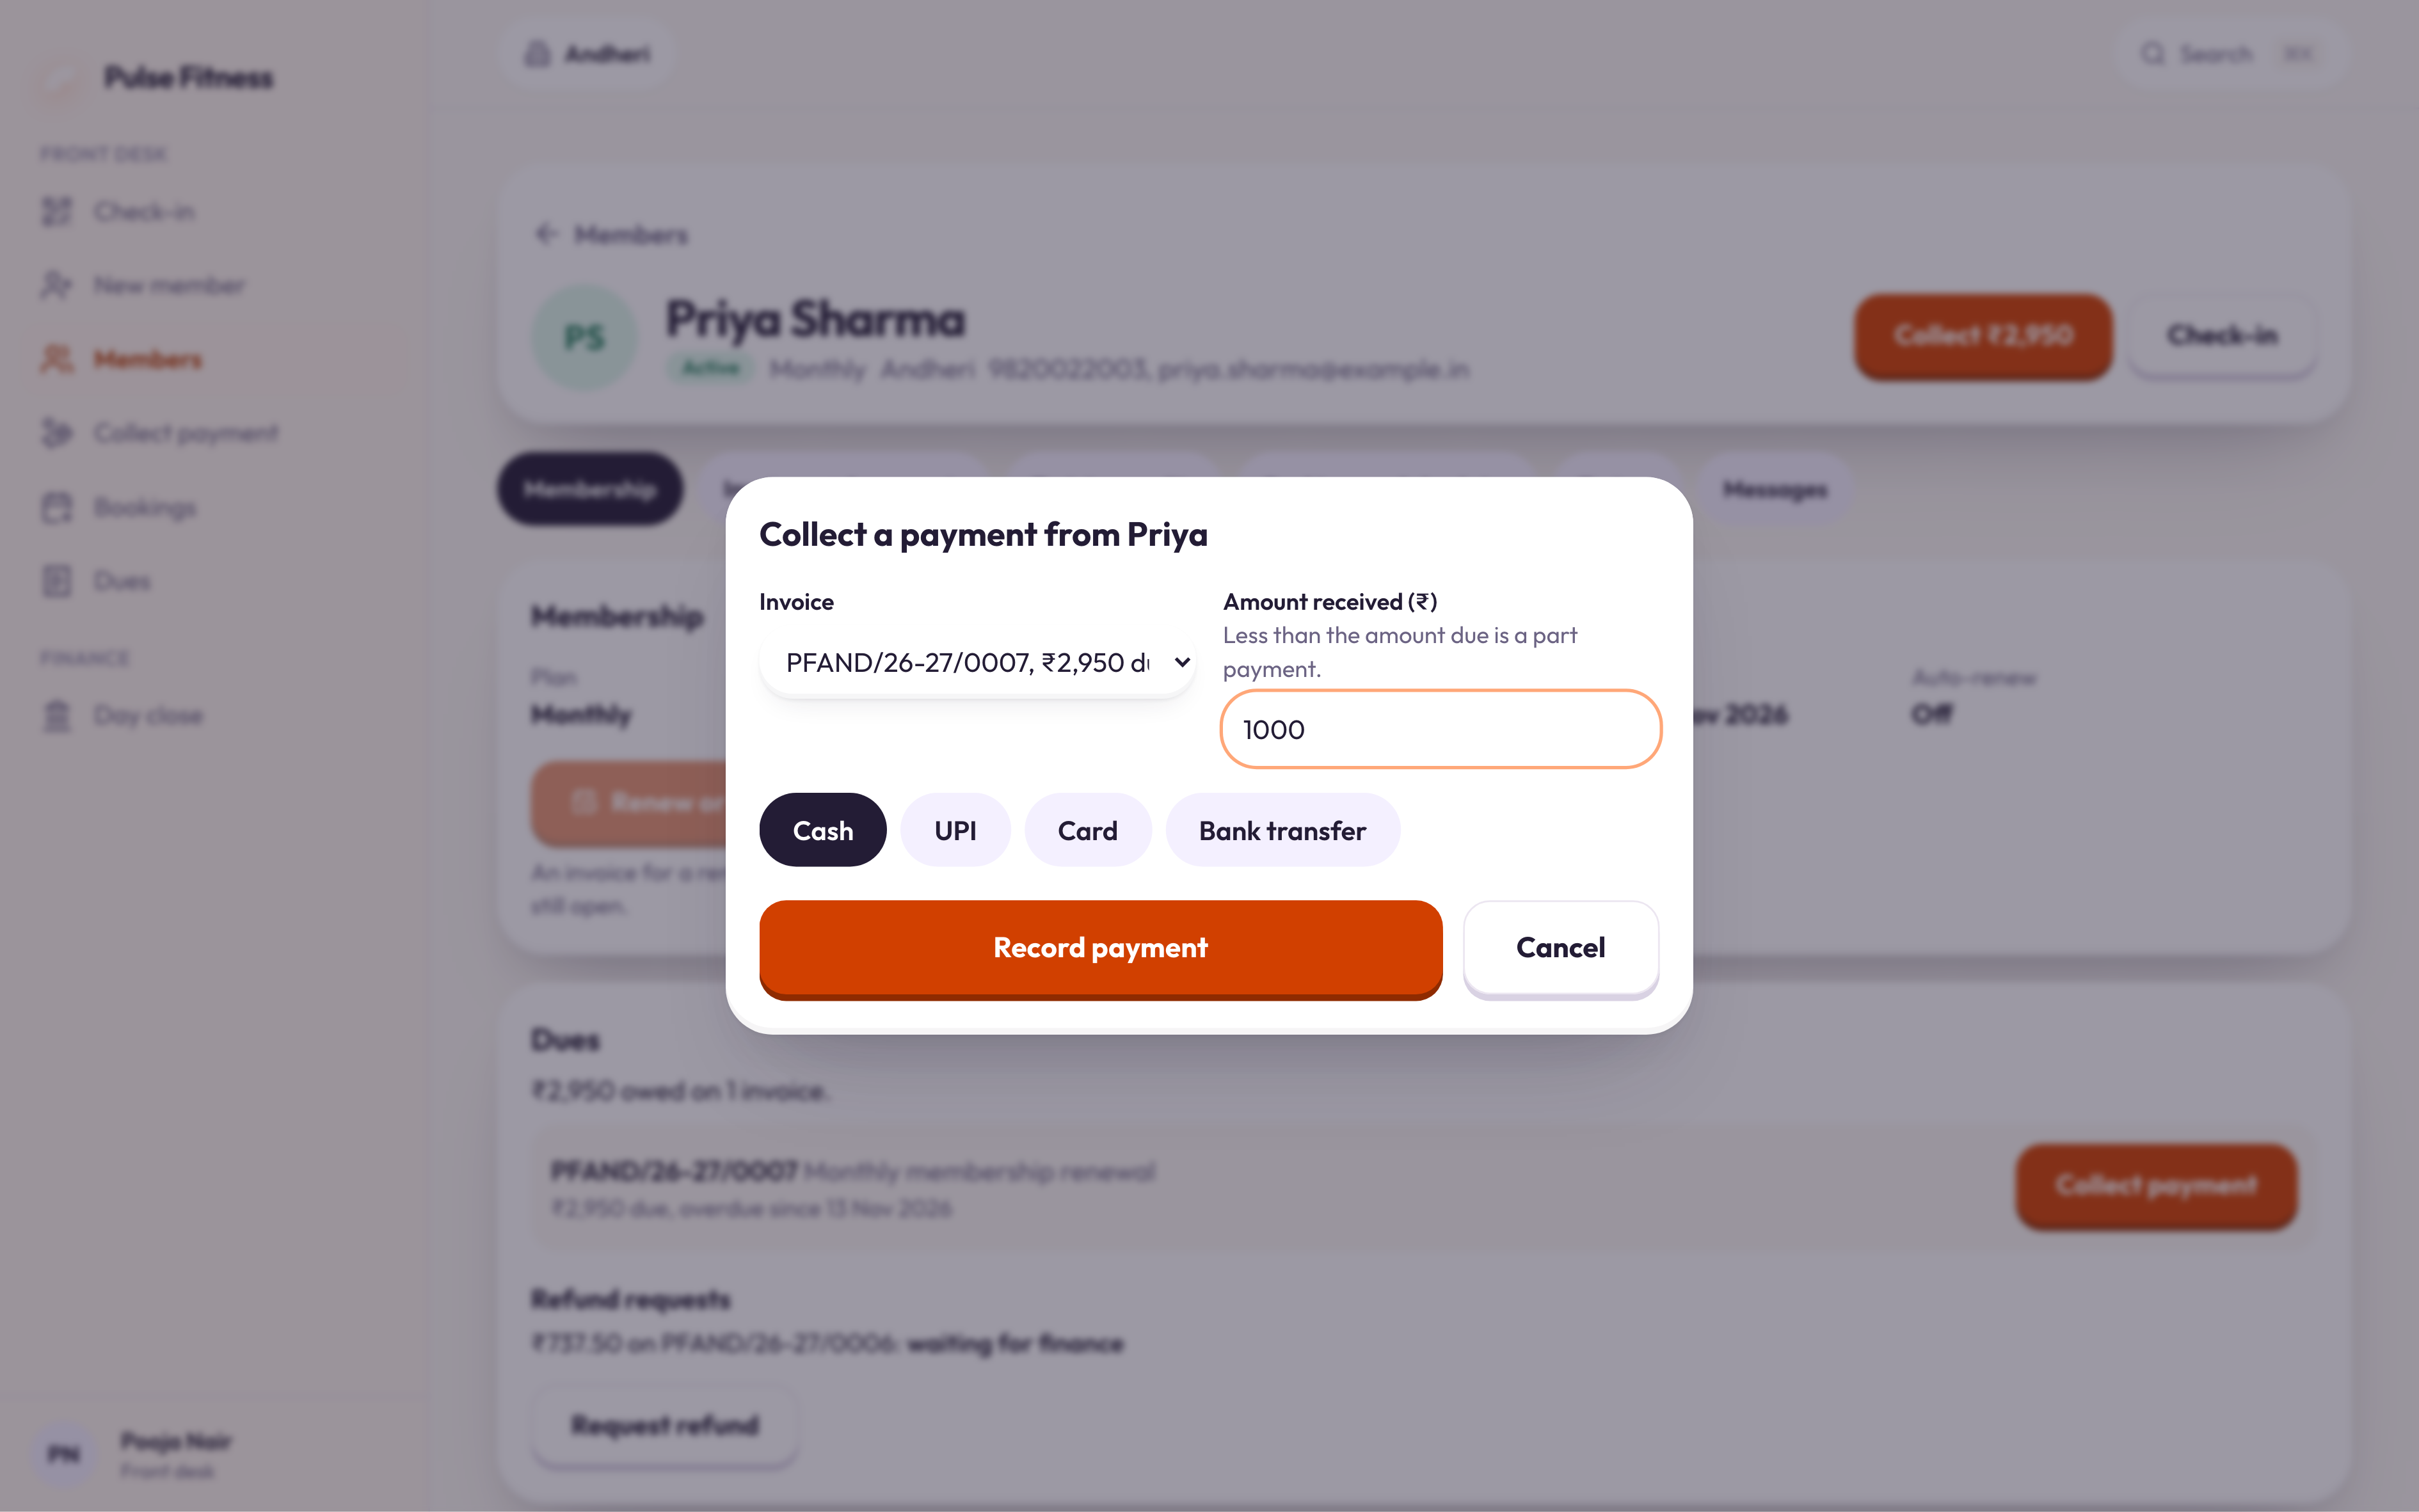 Pulse Fitness
FRONT DESK
Check-in
New member
Members
Collect payment
Bookings
Dues
FINANCE
Day close
PN
Pooja Nair
Front desk
Andheri
Search
⌘K
Members
PS
Priya Sharma
Active Monthly Andheri 9820022003, priya.sharma@example.in
Collect ₹2,950
Check-in
Membership
Messages
Membership
Plan
Monthly
Auto-renew
2026
Off
Renew
An invoice for a
still open.
Collect a payment from Priya
Invoice
PFAND/26-27/0007, ₹2,950
Amount received (₹)
Less than the amount due is a part
payment.
1000
Cash
UPI
Card
Bank transfer
Record payment
Cancel
Dues
₹2,950 owed on 1 invoice.
PFAND/26-27/0007 Monthly membership renewal
₹2,950 due, overdue since 13 Nov 2026
Collect payment
Refund requests
₹737.50 on PFAND/26-27/0006: waiting for finance
Request refund